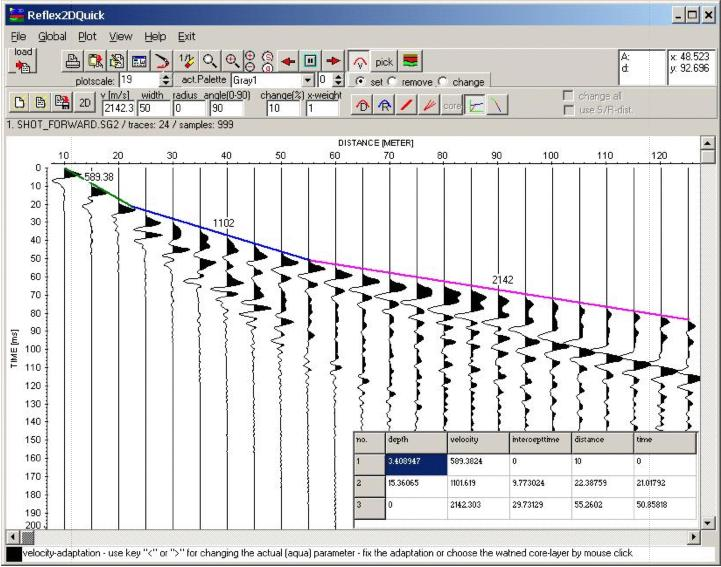 Reflex2DQuick
File Global Plot View Help Exit
load
1/2 v pick
A:
d:
x: 48.523
y: 92.696
plotscale: 19 act.Palette Gray1 0 set remove change
v [m/s] width radius angle(0-90) change(%) x-weight
2D 2142.3 50 0 90 10 1 core
change all
use S/R-dist.
1. SHOT_FORWARD.SG2 / traces: 24 / samples: 999
DISTANCE [METER]
10 20 30 40 50 60 70 80 90 100 110 120
TIME [ms]
0
10
20
30
40
50
60
70
80
90
100
110
120
130
140
150
160
170
180
190
200
589.38
1102
2142
no. depth velocity intercepttime distance time
1 3.408947 589.3824 0 10 0
2 15.36065 1101.619 9.773024 22.38759 21.01792
3 0 2142.303 29.73129 55.2602 50.85818
velocity-adaptation - use key "<" or ">" for changing the actual (aqua) parameter - fix the adaptation or choose the watned core-layer by mouse click